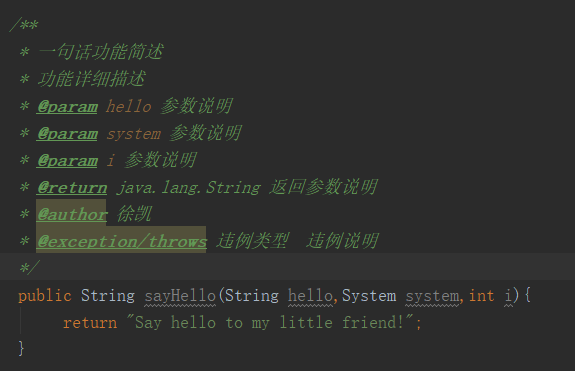 /**
* 一句话功能简述
* 功能详细描述
* @param hello 参数说明
* @param system 参数说明
* @param i 参数说明
* @return java.lang.String 返回参数说明
* @author 徐凯
* @exception/throws 违例类型  违例说明
*/
public String sayHello(String hello,System system,int i){
    return "Say hello to my little friend!";
}